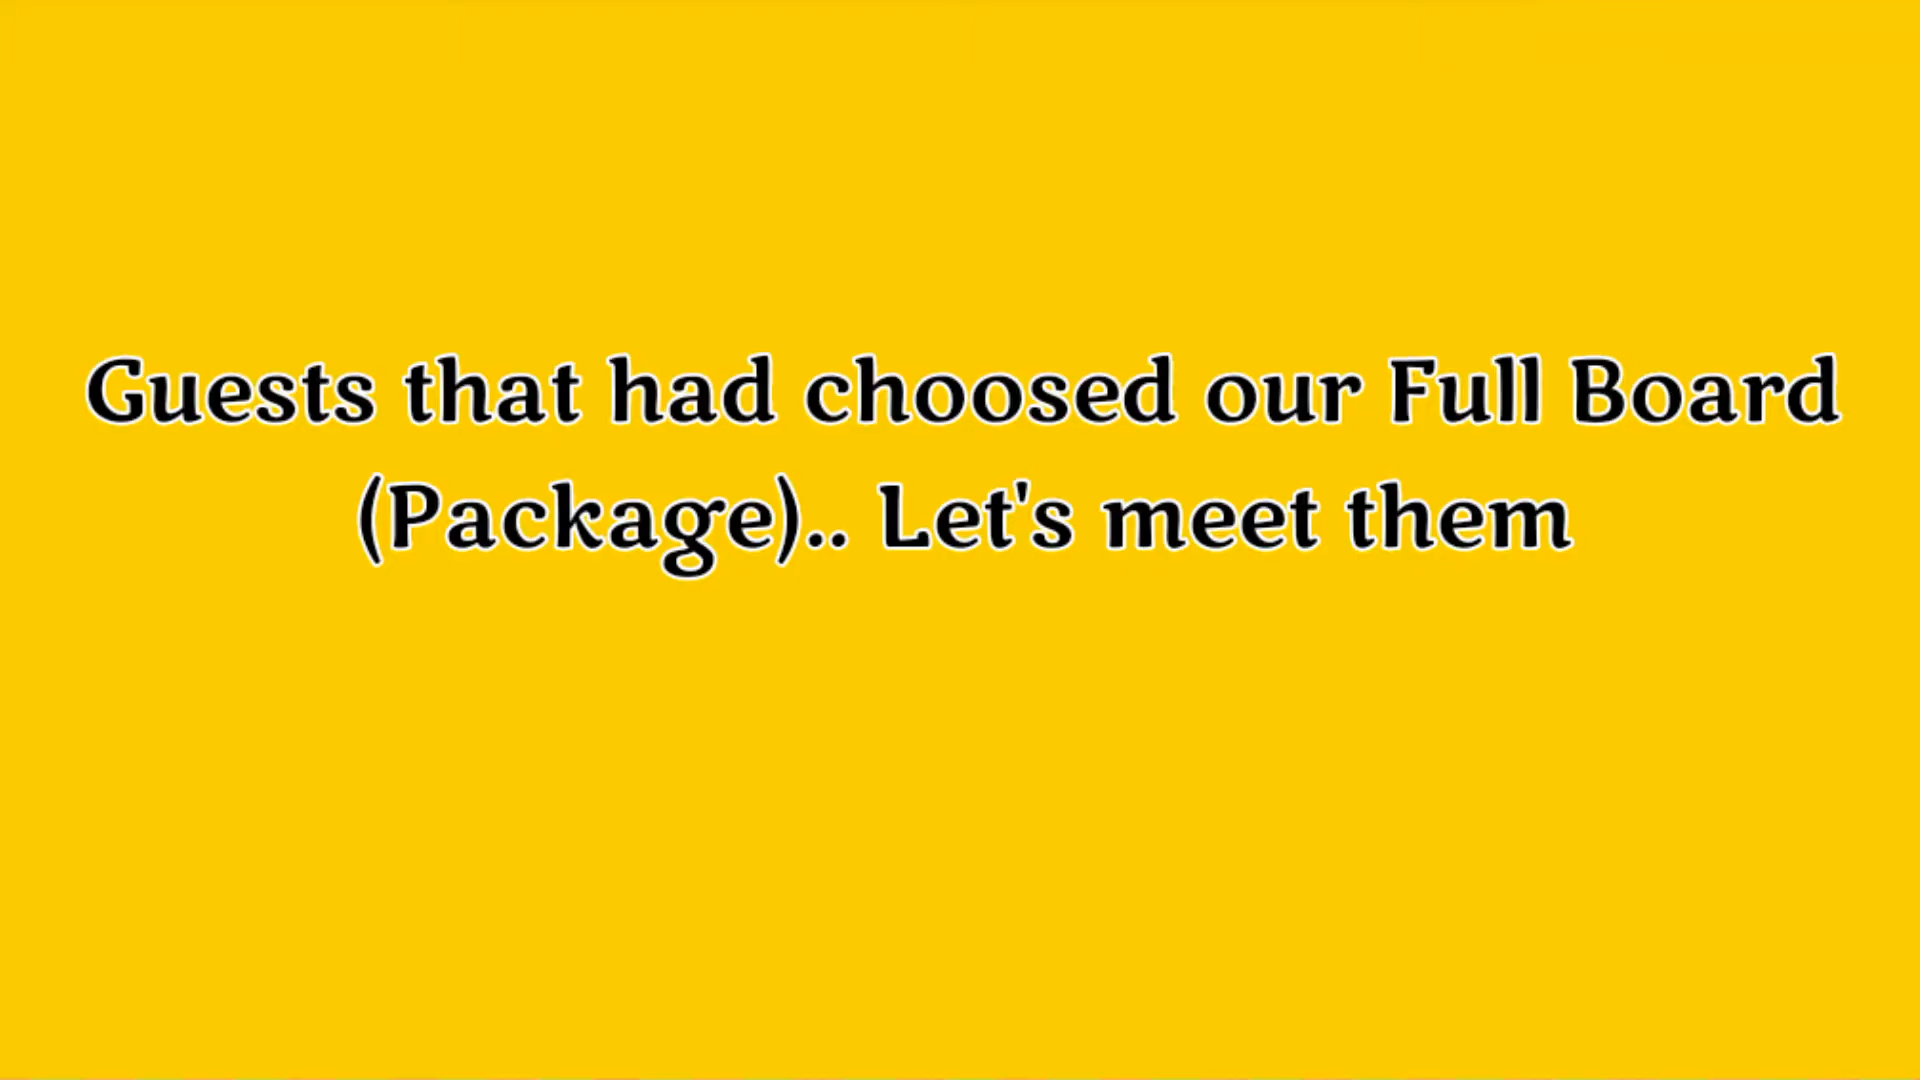 Guests that had choosed our Full Board
(Package).. Let's meet them